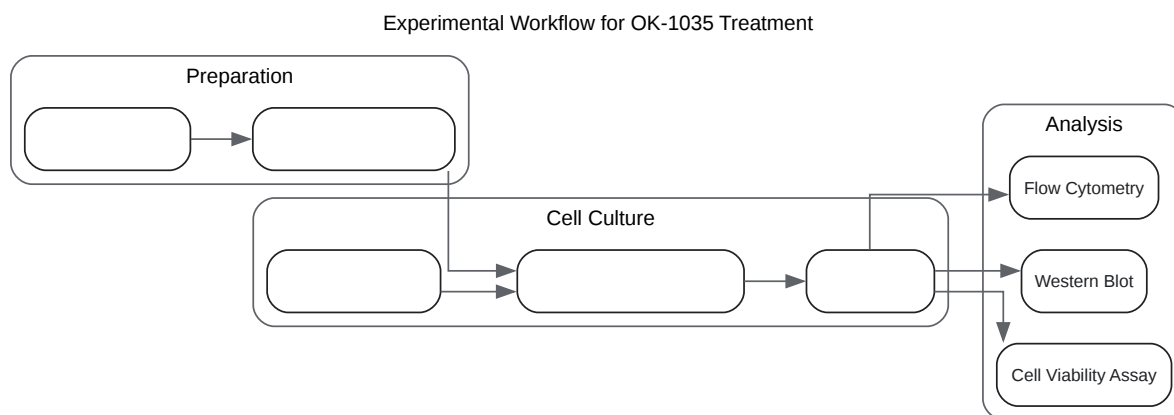 Experimental Workflow for OK-1035 Treatment
Preparation
Cell Culture
Analysis
Flow Cytometry
Western Blot
Cell Viability Assay